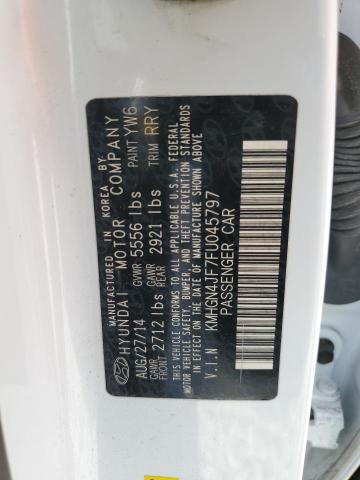 MANUFACTURED IN KOREA BY:
HYUNDAI MOTOR COMPANY
AUG/27/14 GVWR 5556 lbs PAINT YW6
GAWR FRONT 2712 lbs GAWR REAR 2921 lbs TRIM RRY
THIS VEHICLE CONFORMS TO ALL APPLICABLE U.S.A. FEDERAL
MOTOR VEHICLE SAFETY, BUMPER, AND THEFT PREVENTION
STANDARDS IN EFFECT ON THE DATE OF MANUFACTURE SHOWN ABOVE.
V.I.N KMHGN4JF7FU045797
PASSENGER CAR